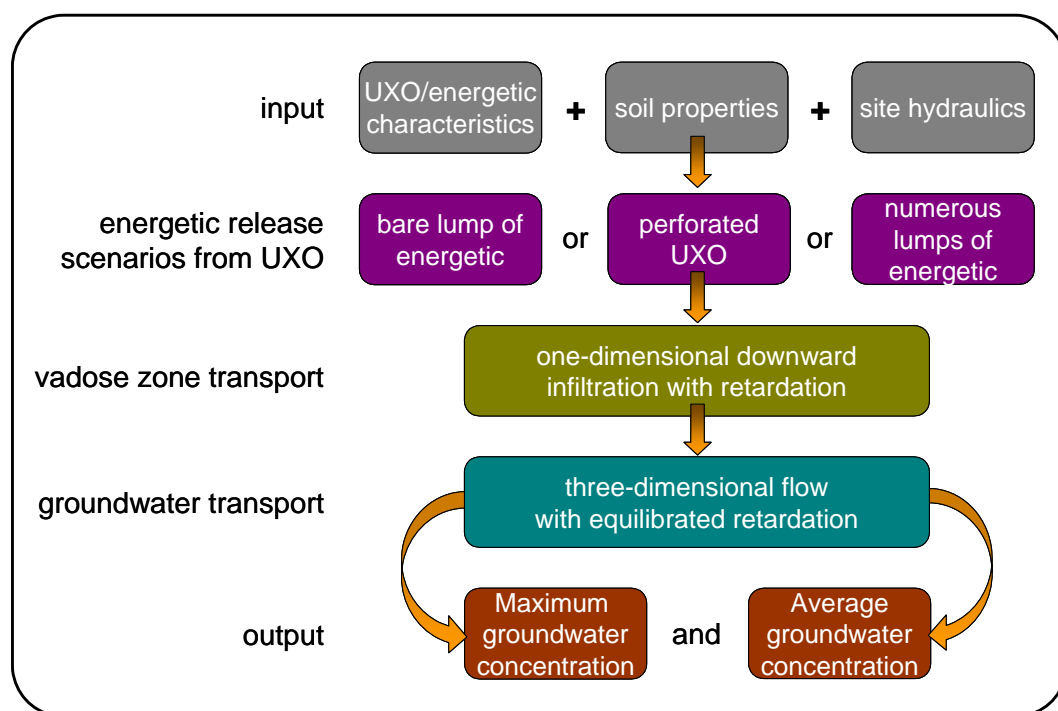 input
UXO/energetic
characteristics
+
soil properties
+
site hydraulics
energetic release
scenarios from UXO
bare lump of
energetic
or
perforated
UXO
or
numerous
lumps of
energetic
vadose zone transport
one-dimensional downward
infiltration with retardation
groundwater transport
three-dimensional flow
with equilibrated retardation
output
Maximum
groundwater
concentration
and
Average
groundwater
concentration